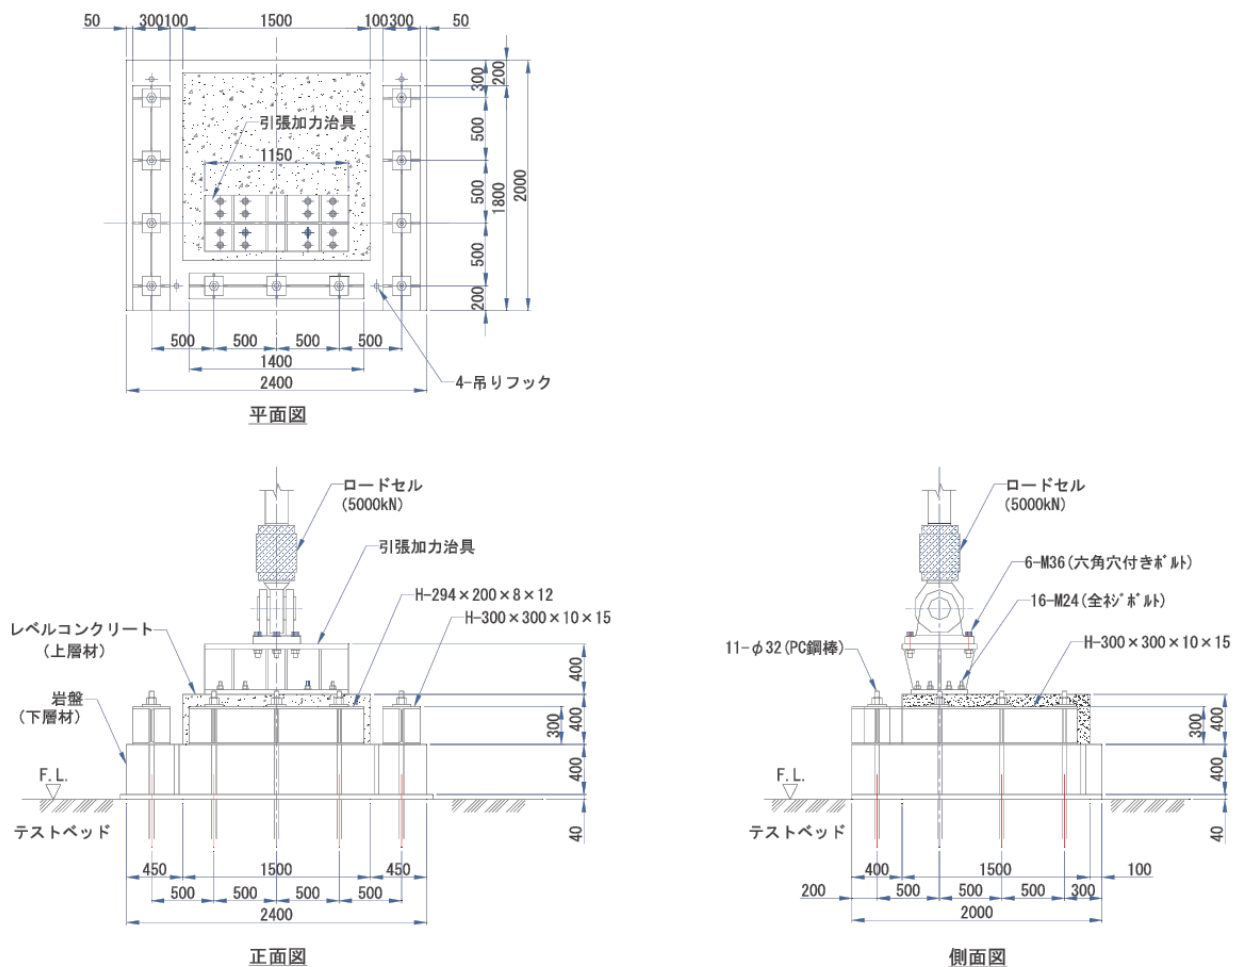 50
300
100
1500
100
300
50
300
200
500
500
500
200
1800
2000
引張加力治具
1150
500
500
500
500
1400
2400
4-吊りフック
平面図
ロードセル
(5000kN)
引張加力治具
H-294×200×8×12
H-300×300×10×15
レベルコンクリート
(上層材)
岩盤
(下層材)
F.L.
テストベッド
400
400
300
400
40
450
1500
450
500
500
500
500
2400
正面図
ロードセル
(5000kN)
6-M36(六角穴付きボルト)
16-M24(全ネジボルト)
11-φ32(PC鋼棒)
H-300×300×10×15
F.L.
テストベッド
400
400
300
400
40
400
1500
100
200
500
500
500
300
2000
側面図